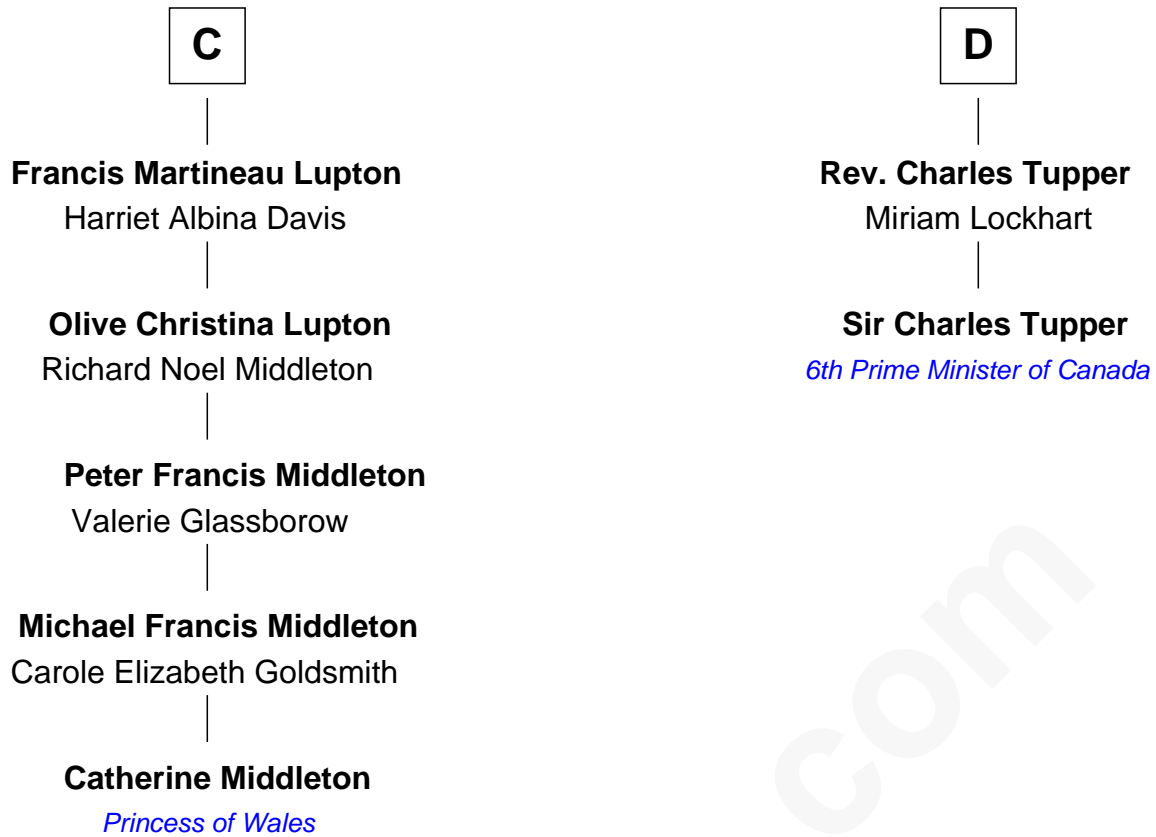 C
Francis Martineau Lupton
Harriet Albina Davis
Olive Christina Lupton
Richard Noel Middleton
Peter Francis Middleton
Valerie Glassborow
Michael Francis Middleton
Carole Elizabeth Goldsmith
Catherine Middleton
Princess of Wales
D
Rev. Charles Tupper
Miriam Lockhart
Sir Charles Tupper
6th Prime Minister of Canada
com